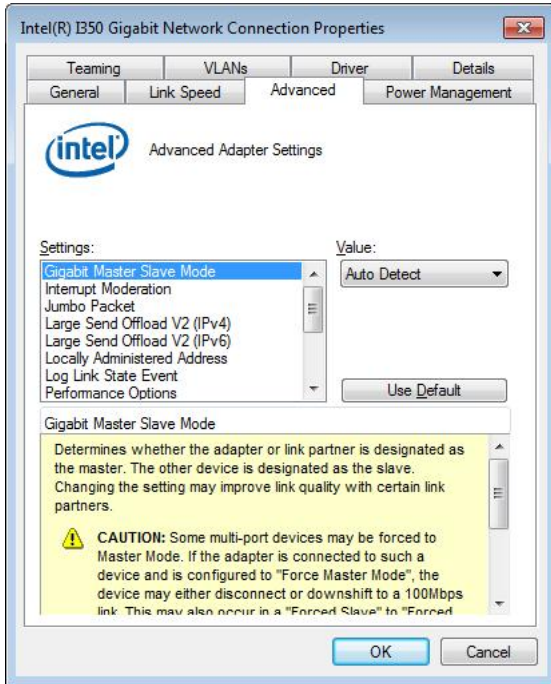 Intel(R) I350 Gigabit Network Connection Properties
Teaming
VLANs
Driver
Details
General
Link Speed
Advanced
Power Management
intel
Advanced Adapter Settings
Settings:
Value:
Gigabit Master Slave Mode
Auto Detect
Interrupt Moderation
Jumbo Packet
Large Send Offload V2 (IPv4)
Large Send Offload V2 (IPv6)
Locally Administered Address
Log Link State Event
Performance Options
Use Default
Gigabit Master Slave Mode
Determines whether the adapter or link partner is designated as
the master. The other device is designated as the slave.
Changing the setting may improve link quality with certain link
partners.
CAUTION: Some multi-port devices may be forced to
Master Mode. If the adapter is connected to such a
device and is configured to "Force Master Mode", the
device may either disconnect or downshift to a 100Mbps
link. This may also occur in a "Forced Slave" to "Forced
OK
Cancel